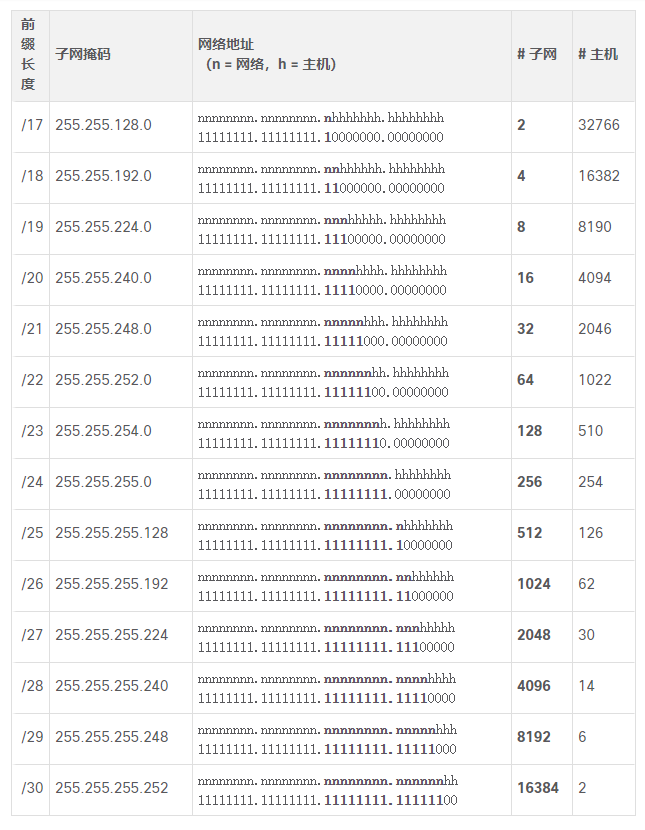 前
缀
长
度
子网掩码
网络地址
（n = 网络，h = 主机）
# 子网
# 主机
/17 255.255.128.0 nnnnnnnn.nnnnnnnn.nhhhhhhh.hhhhhhhh 2 32766
11111111.11111111.10000000.00000000
/18 255.255.192.0 nnnnnnnn.nnnnnnnn.nnhhhhhh.hhhhhhhh 4 16382
11111111.11111111.11000000.00000000
/19 255.255.224.0 nnnnnnnn.nnnnnnnn.nnnhhhhh.hhhhhhhh 8 8190
11111111.11111111.11100000.00000000
/20 255.255.240.0 nnnnnnnn.nnnnnnnn.nnnnhhhh.hhhhhhhh 16 4094
11111111.11111111.11110000.00000000
/21 255.255.248.0 nnnnnnnn.nnnnnnnn.nnnnnhhh.hhhhhhhh 32 2046
11111111.11111111.11111000.00000000
/22 255.255.252.0 nnnnnnnn.nnnnnnnn.nnnnnnhh.hhhhhhhh 64 1022
11111111.11111111.11111100.00000000
/23 255.255.254.0 nnnnnnnn.nnnnnnnn.nnnnnnnh.hhhhhhhh 128 510
11111111.11111111.11111110.00000000
/24 255.255.255.0 nnnnnnnn.nnnnnnnn.nnnnnnnn.hhhhhhhh 256 254
11111111.11111111.11111111.00000000
/25 255.255.255.128 nnnnnnnn.nnnnnnnn.nnnnnnnn.nhhhhhhh 512 126
11111111.11111111.11111111.10000000
/26 255.255.255.192 nnnnnnnn.nnnnnnnn.nnnnnnnn.nnhhhhhh 1024 62
11111111.11111111.11111111.11000000
/27 255.255.255.224 nnnnnnnn.nnnnnnnn.nnnnnnnn.nnnhhhhh 2048 30
11111111.11111111.11111111.11100000
/28 255.255.255.240 nnnnnnnn.nnnnnnnn.nnnnnnnn.nnnnhhhh 4096 14
11111111.11111111.11111111.11110000
/29 255.255.255.248 nnnnnnnn.nnnnnnnn.nnnnnnnn.nnnnnhhh 8192 6
11111111.11111111.11111111.11111000
/30 255.255.255.252 nnnnnnnn.nnnnnnnn.nnnnnnnn.nnnnnnhh 16384 2
11111111.11111111.11111111.11111100